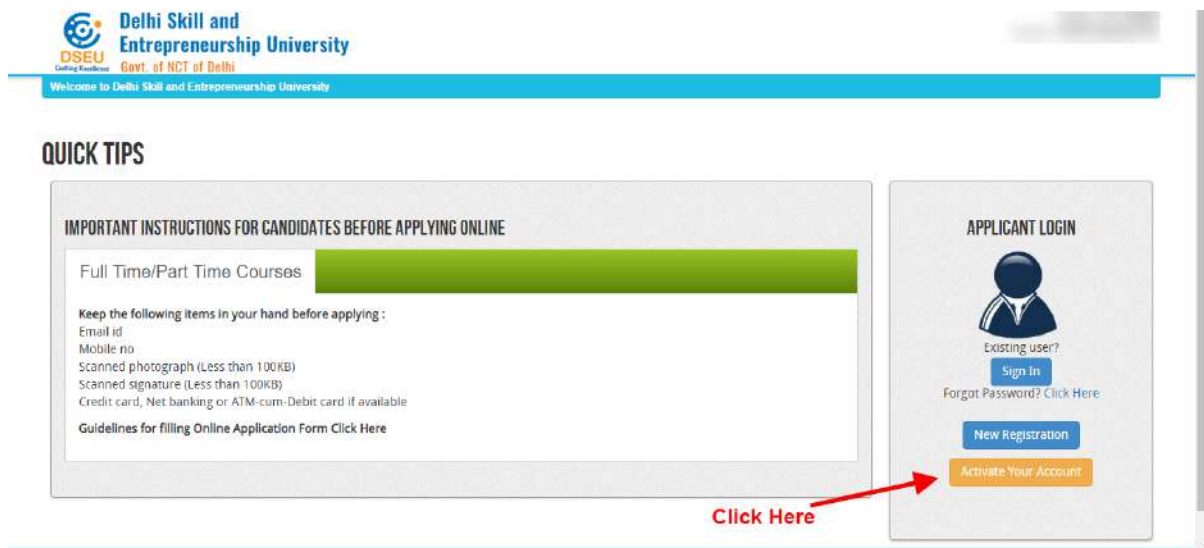 Delhi Skill and
Entrepreneurship University
DSEU
Govt. of NCT of Delhi
Welcome to Delhi Skill and Entrepreneurship University
QUICK TIPS
IMPORTANT INSTRUCTIONS FOR CANDIDATES BEFORE APPLYING ONLINE
Full Time/Part Time Courses
Keep the following items in your hand before applying :
Email id
Mobile no
Scanned photograph (Less than 100KB)
Scanned signature (Less than 100KB)
Credit card, Net banking or ATM-cum-Debit card if available
Guidelines for filling Online Application Form Click Here
APPLICANT LOGIN
Existing user?
Sign In
Forgot Password? Click Here
New Registration
Activate Your Account
Click Here